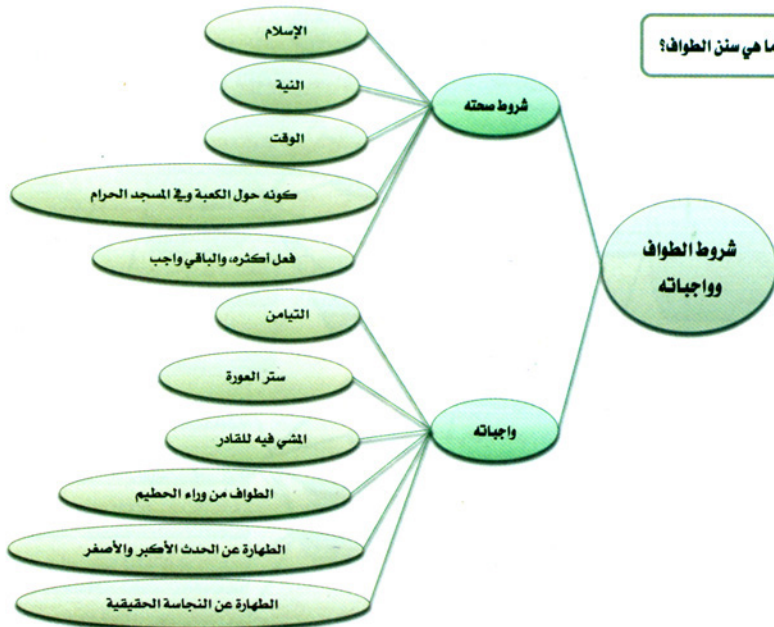 ما هي سنن الطواف؟
شروط الطواف
وواجباته
شروط صحته
الإسلام
النية
الوقت
كونه حول الكعبة وفي المسجد الحرام
فعل أكثره، والباقي واجب
واجباته
التيامن
ستر العورة
المشي فيه للقادر
الطواف من وراء الحطيم
الطهارة عن الحدث الأكبر والأصغر
الطهارة عن النجاسة الحقيقية